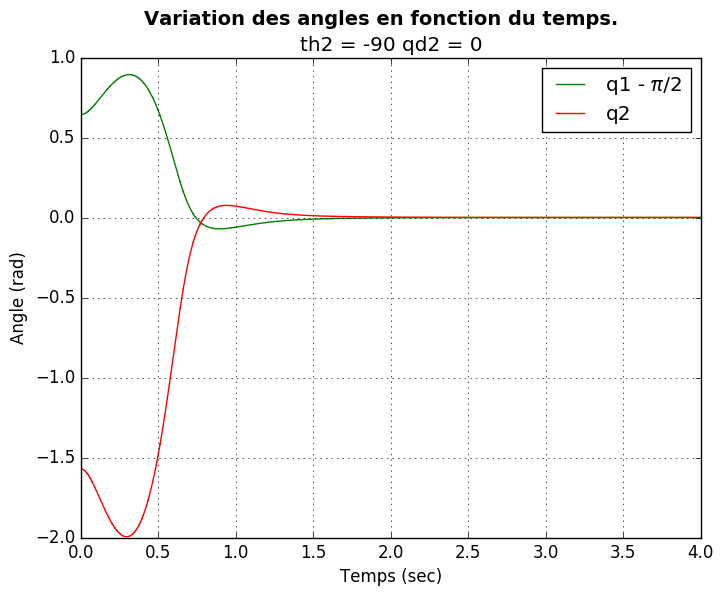 Variation des angles en fonction du temps.
th2 = -90 qd2 = 0
1.0
0.5
0.0
−0.5
−1.0
−1.5
−2.0
Angle (rad)
q1 - π/2
q2
0.0 0.5 1.0 1.5 2.0 2.5 3.0 3.5 4.0
Temps (sec)